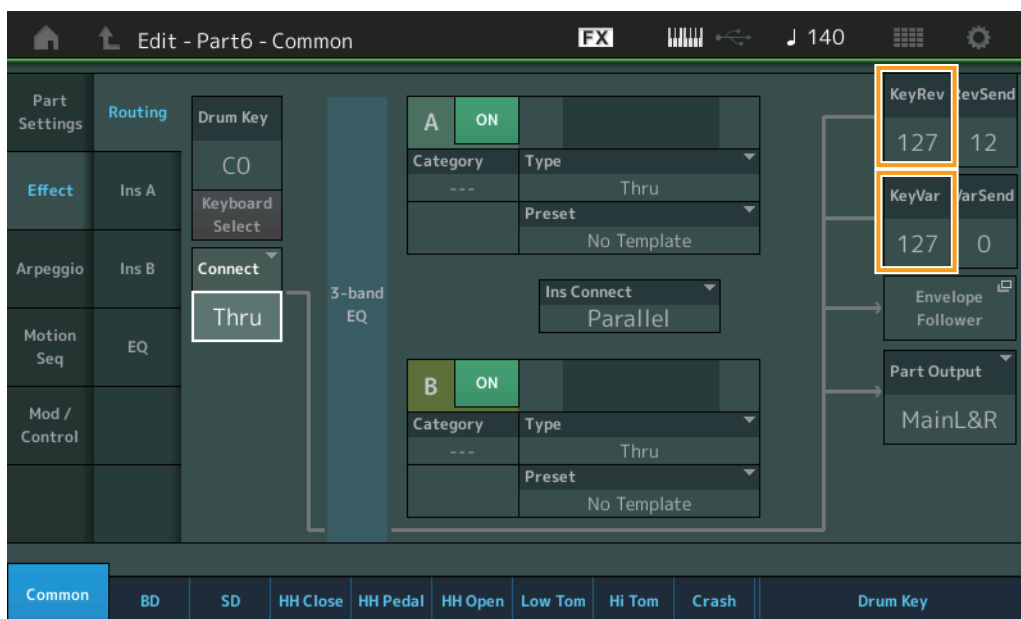 Edit - Part6 - Common
FX
♩ 140
Part
Settings
Effect
Arpeggio
Motion
Seq
Mod /
Control
Routing
Ins A
Ins B
EQ
Drum Key
C0
Keyboard
Select
Connect
Thru
3-band
EQ
A
ON
Category
Type
---
Thru
Preset
No Template
Ins Connect
Parallel
B
ON
Category
Type
---
Thru
Preset
No Template
KeyRev
RevSend
127
12
KeyVar
VarSend
127
0
Envelope
Follower
Part Output
MainL&R
Common
BD
SD
HH Close
HH Pedal
HH Open
Low Tom
Hi Tom
Crash
Drum Key